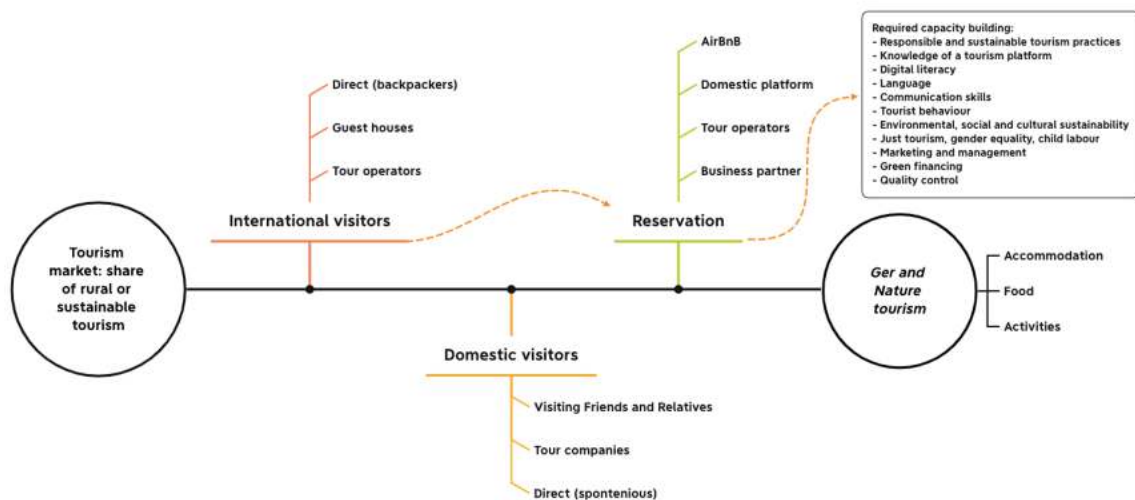 Required capacity building:
- Responsible and sustainable tourism practices
- Knowledge of a tourism platform
- Digital literacy
- Language
- Communication skills
- Tourist behaviour
- Environmental, social and cultural sustainability
- Just tourism, gender equality, child labour
- Marketing and management
- Green financing
- Quality control
AirBnB
Domestic platform
Tour operators
Business partner
Reservation
Direct (backpackers)
Guest houses
Tour operators
International visitors
Tourism
market: share
of rural or
sustainable
tourism
Ger and
Nature
tourism
Accommodation
Food
Activities
Domestic visitors
Visiting Friends and Relatives
Tour companies
Direct (spontenious)